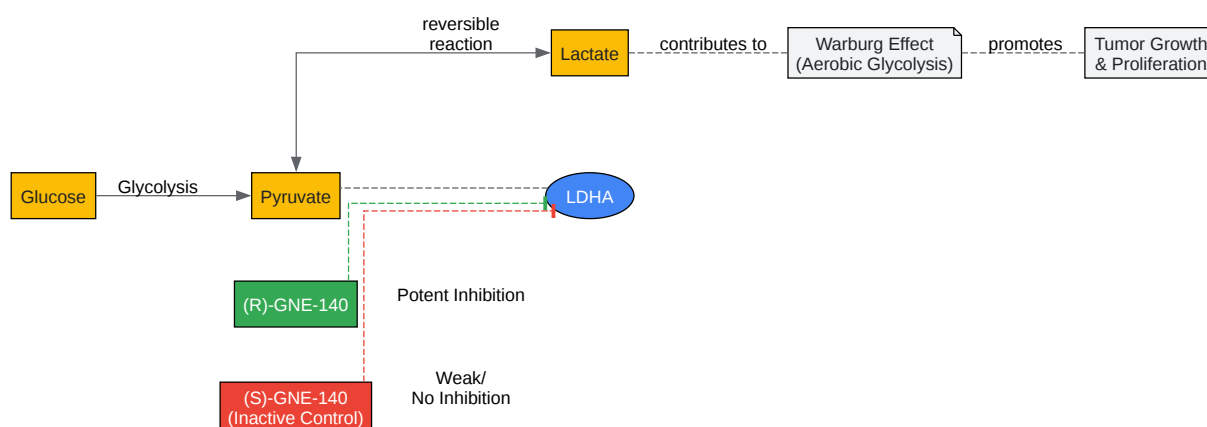 reversible
reaction
Lactate
contributes to
Warburg Effect
(Aerobic Glycolysis)
promotes
Tumor Growth
& Proliferation
Glucose
Glycolysis
Pyruvate
LDHA
(R)-GNE-140
Potent Inhibition
(S)-GNE-140
(Inactive Control)
Weak/
No Inhibition